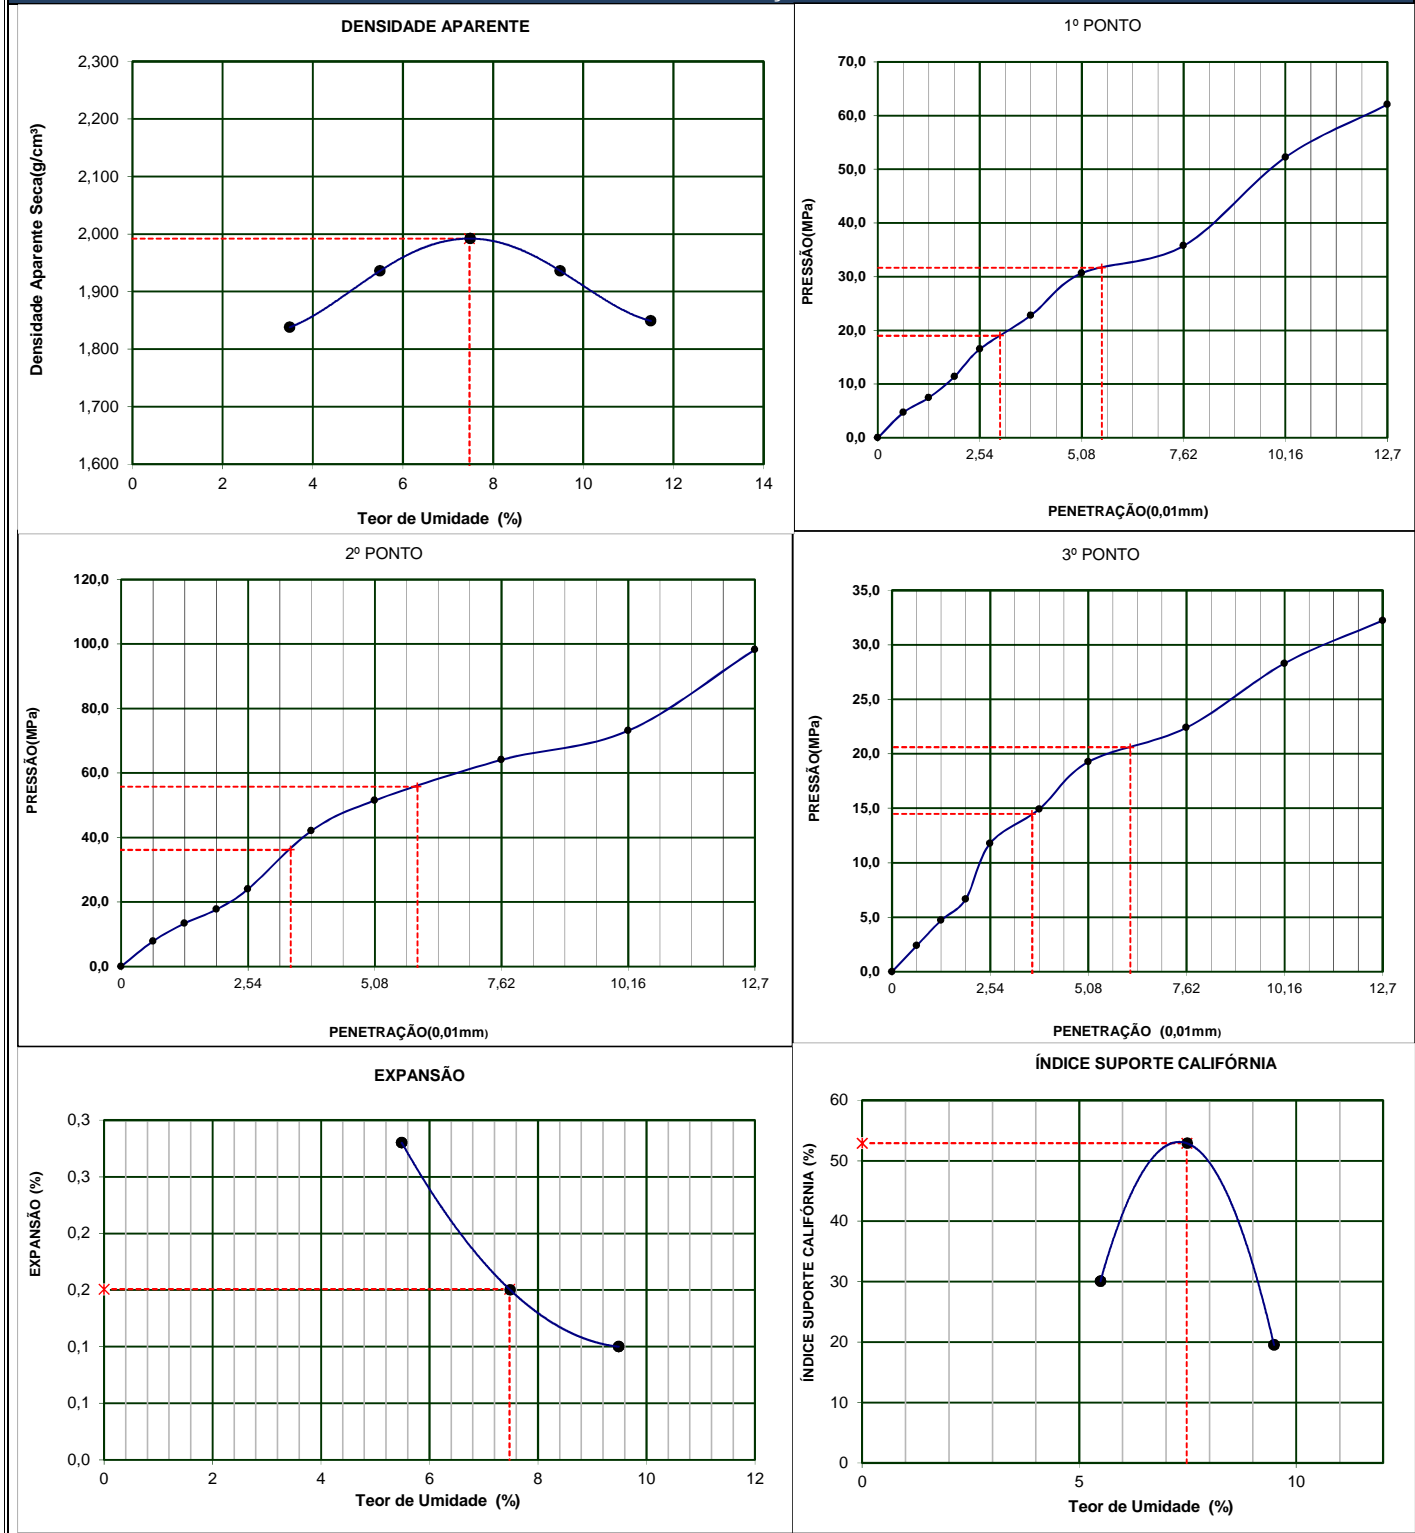 DENSIDADE APARENTE
2,300
2,200
2,100
2,000
1,900
1,800
1,700
1,600
0 2 4 6 8 10 12 14
Densidade Aparente Seca(g/cm³)
Teor de Umidade (%)
1º PONTO
70,0
60,0
50,0
40,0
30,0
20,0
10,0
0,0
0 2,54 5,08 7,62 10,16 12,7
PRESSÃO(MPa)
PENETRAÇÃO(0,01mm)
2º PONTO
120,0
100,0
80,0
60,0
40,0
20,0
0,0
0 2,54 5,08 7,62 10,16 12,7
PRESSÃO(MPa)
PENETRAÇÃO(0,01mm)
3º PONTO
35,0
30,0
25,0
20,0
15,0
10,0
5,0
0,0
0 2,54 5,08 7,62 10,16 12,7
PRESSÃO(MPa)
PENETRAÇÃO (0,01mm)
EXPANSÃO
0,3
0,3
0,2
0,2
0,1
0,1
0,0
0 2 4 6 8 10 12
EXPANSÃO (%)
Teor de Umidade (%)
ÍNDICE SUPORTE CALIFÓRNIA
60
50
40
30
20
10
0
0 5 10
ÍNDICE SUPORTE CALIFÓRNIA (%)
Teor de Umidade (%)